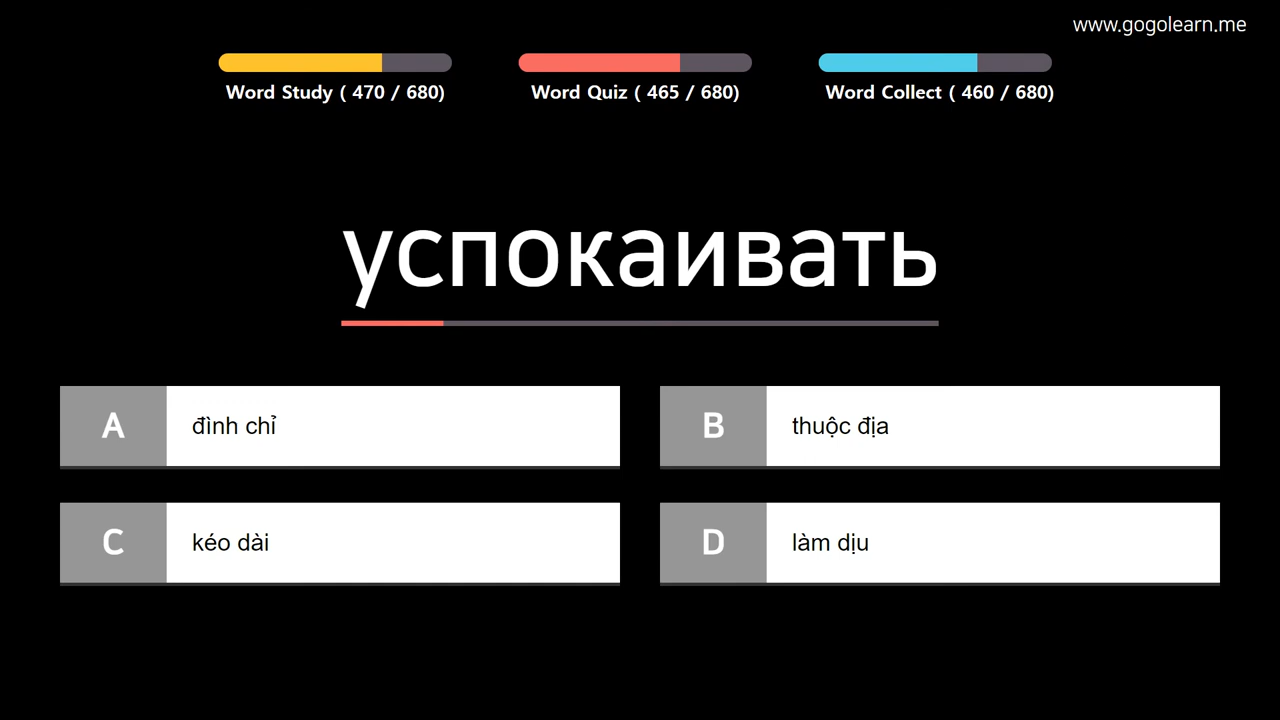 www.gogolearn.me
Word Study ( 470 / 680)
Word Quiz ( 465 / 680)
Word Collect ( 460 / 680)
успокаивать
A
đình chỉ
B
thuộc địa
C
kéo dài
D
làm dịu